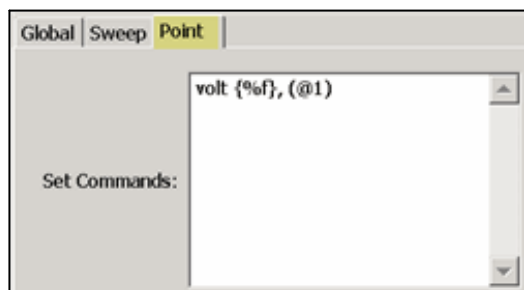 Global Sweep Point
volt {%f}, (@1)
Set Commands: